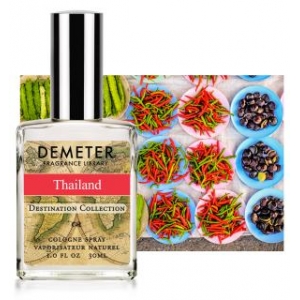 DEMETER
FRAGRANCE LIBRARY
Thailand
DESTINATION COLLECTION
COLOGNE SPRAY
VAPORISATEUR NATUREL
1.0 FL OZ 30ML